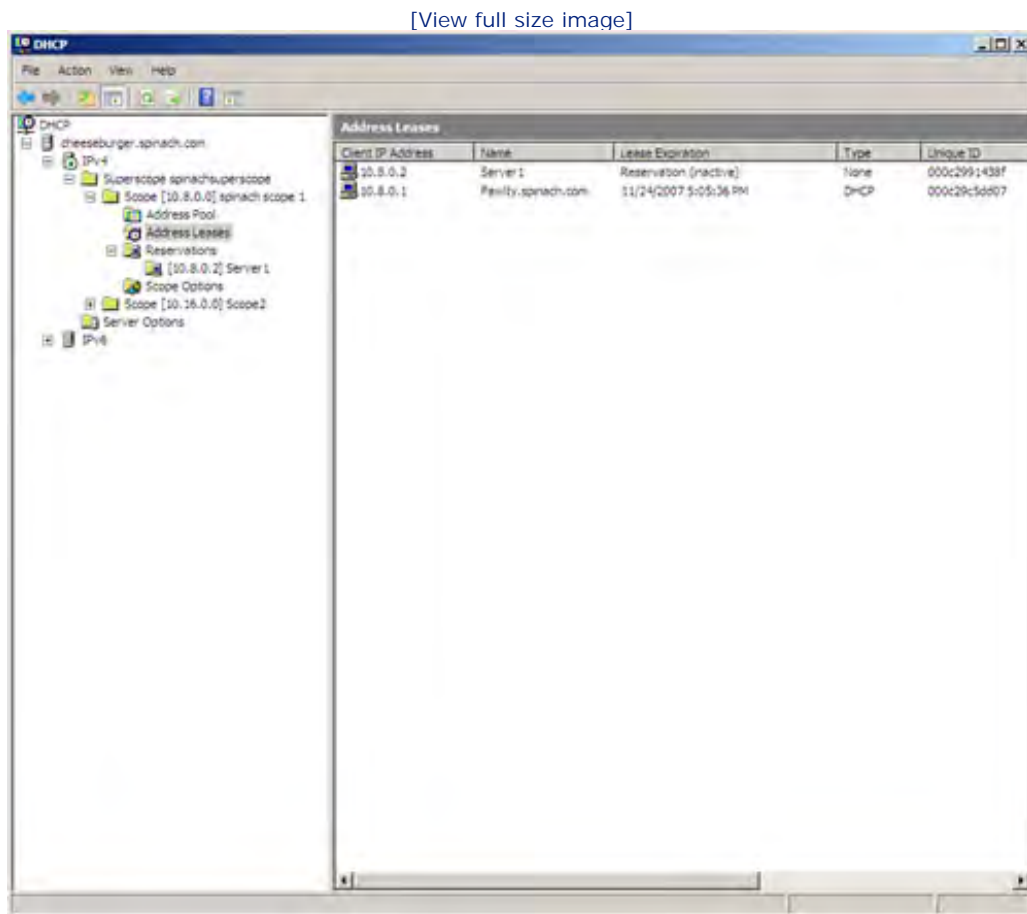 [View full size image]
DHCP
File Action View Help
DHCP
cheeseburger.spinach.com
IPv4
Superscope spinachsuperscope
Scope [10.8.0.0] spinach scope 1
Address Pool
Address Leases
Reservations
[10.8.0.2] Server1
Scope Options
Scope [10.16.0.0] Scope2
Server Options
IPv6
Address Leases
Client IP Address Name Lease Expiration Type Unique ID
10.8.0.2 Server1 Reservation (inactive) None 000c2991438f
10.8.0.1 Pawlty.spinach.com 11/24/2007 5:05:36 PM DHCP 000c29c5dd07